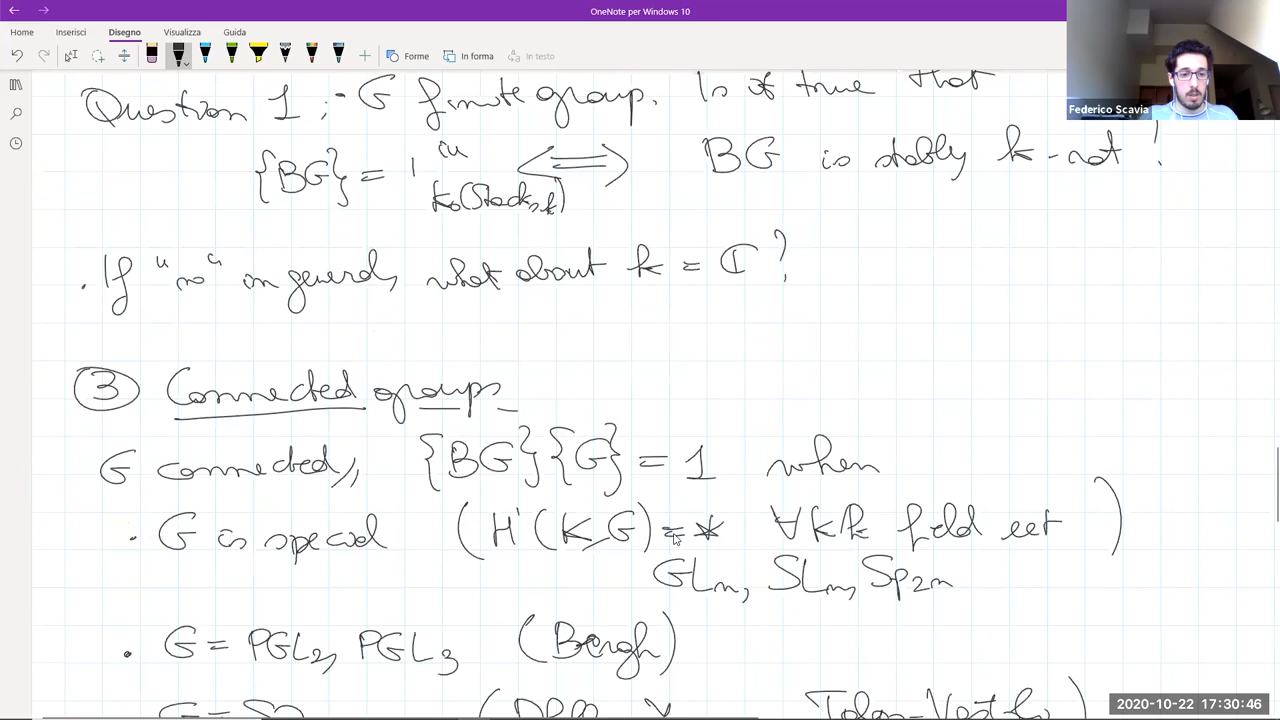 OneNote per Windows 10
Home Inserisci Disegno Visualizza Guida
Forme In forma In testo
Federico Scavia
Question 1: - G finite group. Is it true that
{BG} = 1 in K₀(Stacks_k) ⟺ BG is stably k-rat ?
. If "no" in general, what about k = ℂ ?
③ Connected groups
G connected, {BG}{G} = 1 when
. G is special (H¹(K,G) = * ∀K/k field ext)
GLn, SLn, Sp2n
. G = PGL2, PGL3 (Bergh)
2020-10-22 17:30:46